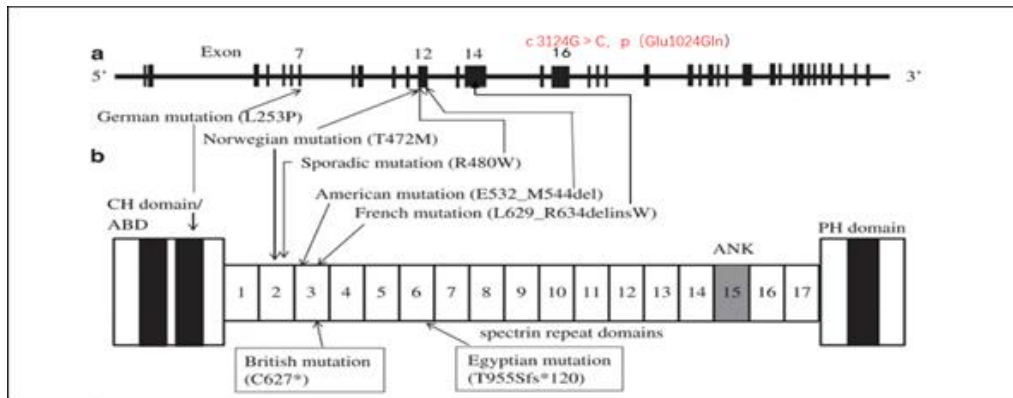 c 3124G > C, p (Glu1024Gln)
a Exon 7 12 14 16
5' 3'
German mutation (L253P)
Norwegian mutation (T472M)
b
Sporadic mutation (R480W)
American mutation (E532_M544del)
CH domain/
ABD
French mutation (L629_R634delinsW)
PH domain
ANK
1 2 3 4 5 6 7 8 9 10 11 12 13 14 15 16 17
spectrin repeat domains
British mutation
(C627*)
Egyptian mutation
(T955Sfs*120)